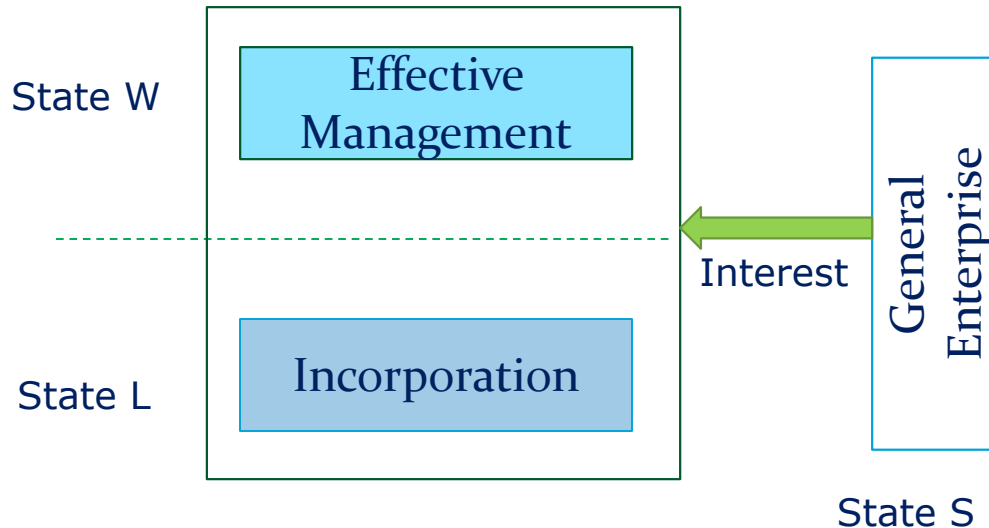 State W
Effective
Management
Interest
General
Enterprise
State L
Incorporation
State S